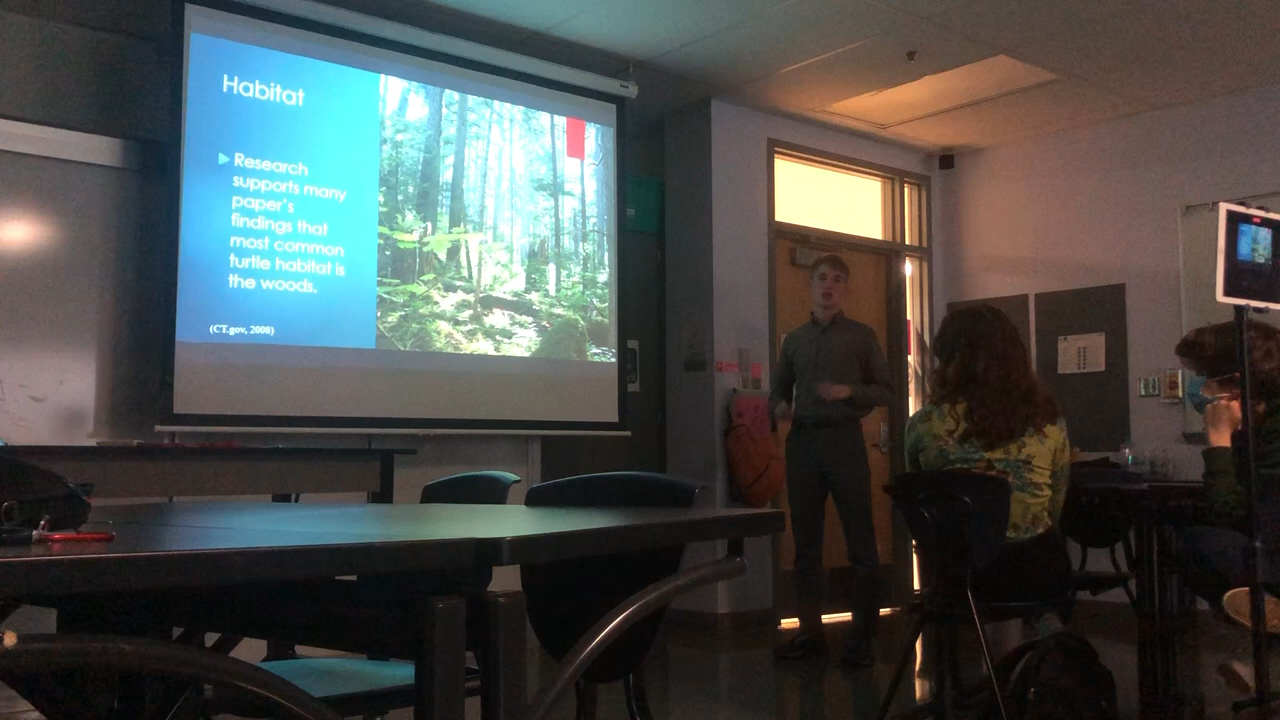 Habitat
Research
supports many
paper's
findings that
most common
turtle habitat is
the woods.
(CT.gov, 2008)